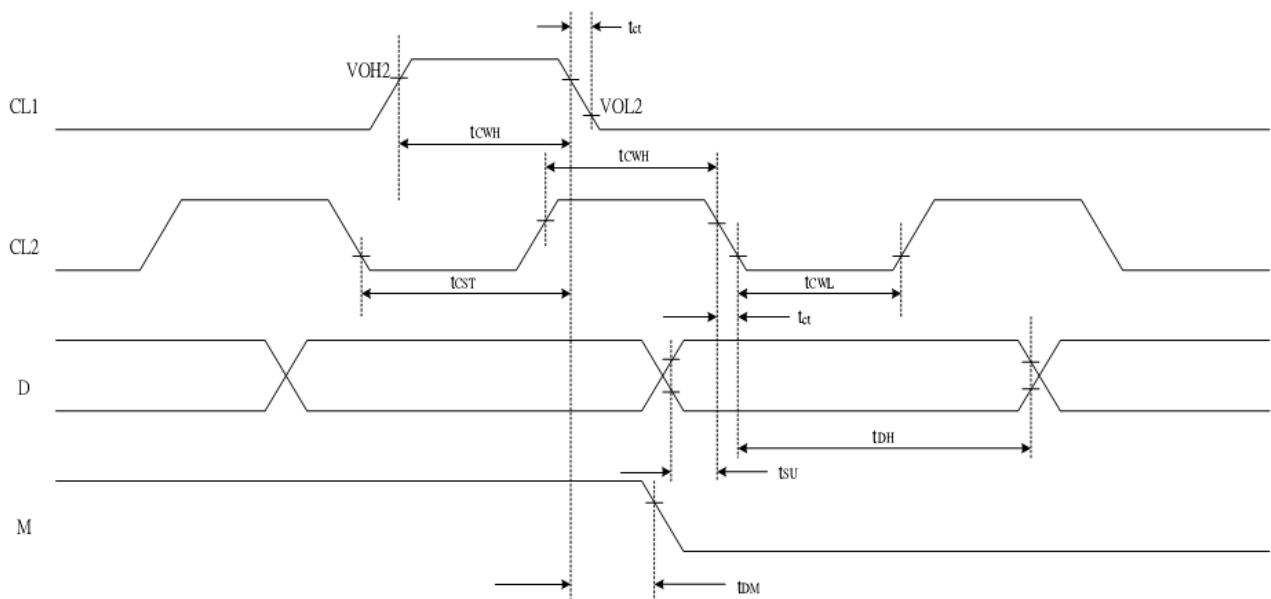 tct
VOH2
CL1
VOL2
tCWH
tCWH
CL2
tCST
tCWL
tct
D
tDH
tSU
M
tDM